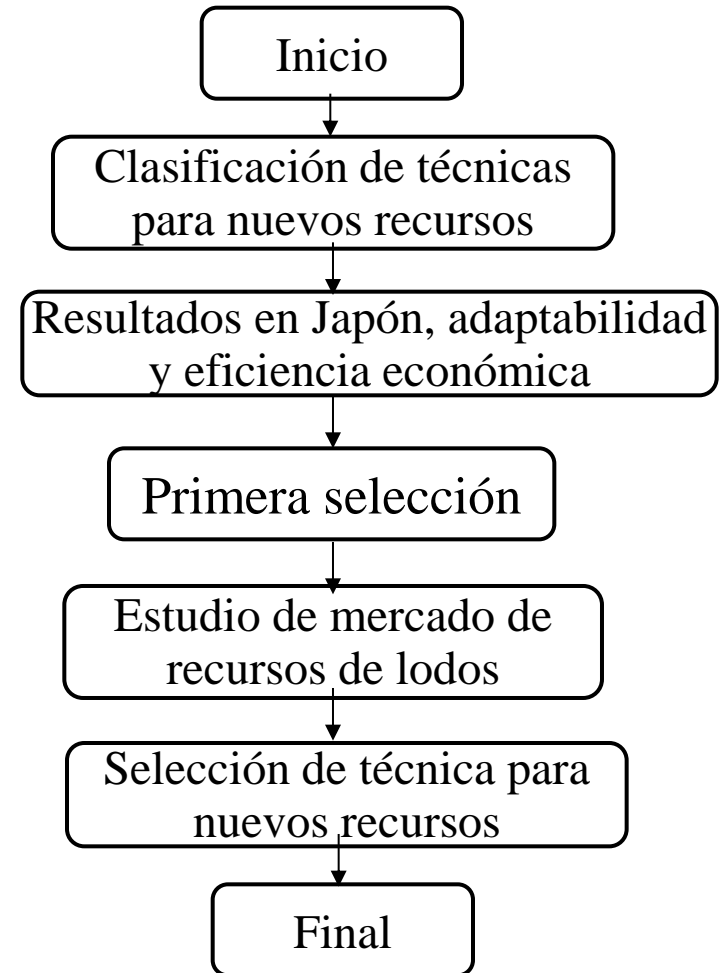 Inicio
Clasificación de técnicas
para nuevos recursos
Resultados en Japón, adaptabilidad
y eficiencia económica
Primera selección
Estudio de mercado de
recursos de lodos
Selección de técnica para
nuevos recursos
Final